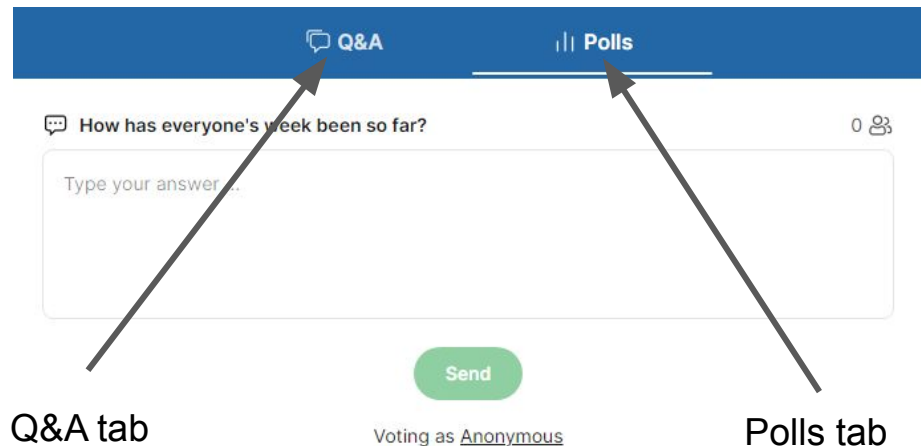 Q&A
Polls
How has everyone's week been so far?
0
Type your answer ...
Send
Q&A tab
Voting as Anonymous
Polls tab